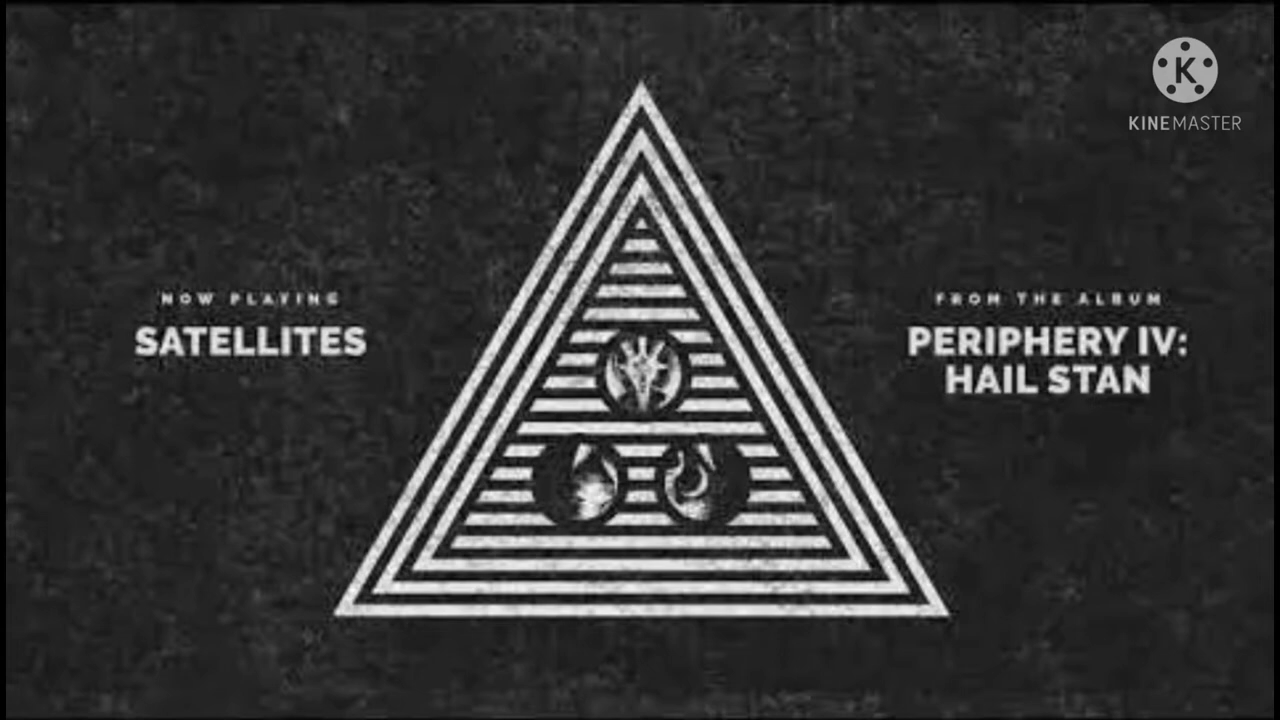 K
KINEMASTER
NOW PLAYING
SATELLITES
FROM THE ALBUM
PERIPHERY IV:
HAIL STAN